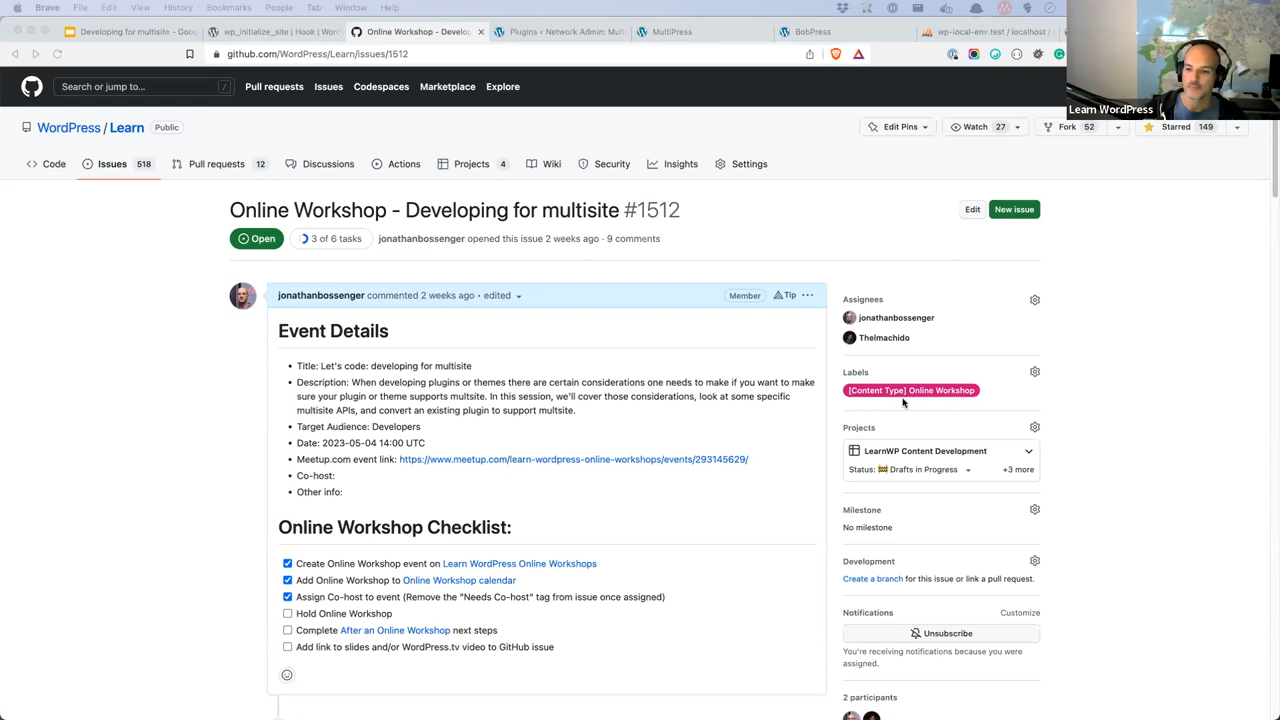 Brave File Edit View History Bookmarks People Tab Window Help
Developing for multisite - Goog
wp_initialize_site | Hook | Word
Online Workshop - Develop
Plugins ‹ Network Admin: Mult
MultiPress
BobPress
wp-local-env.test / localhost /
github.com/WordPress/Learn/issues/1512
Learn WordPress
Search or jump to... /
Pull requests Issues Codespaces Marketplace Explore
WordPress / Learn Public
Edit Pins Watch 27 Fork 52 Starred 149
Code Issues 518 Pull requests 12 Discussions Actions Projects 4 Wiki Security Insights Settings
Online Workshop - Developing for multisite #1512
Edit New issue
Open 3 of 6 tasks jonathanbossenger opened this issue 2 weeks ago · 9 comments
jonathanbossenger commented 2 weeks ago • edited
Member Tip ...
Event Details
• Title: Let's code: developing for multisite
• Description: When developing plugins or themes there are certain considerations one needs to make if you want to make
sure your plugin or theme supports multsite. In this session, we'll cover those considerations, look at some specific
multisite APIs, and convert an existing plugin to support multsite.
• Target Audience: Developers
• Date: 2023-05-04 14:00 UTC
• Meetup.com event link: https://www.meetup.com/learn-wordpress-online-workshops/events/293145629/
• Co-host:
• Other info:
Online Workshop Checklist:
Create Online Workshop event on Learn WordPress Online Workshops
Add Online Workshop to Online Workshop calendar
Assign Co-host to event (Remove the "Needs Co-host" tag from issue once assigned)
Hold Online Workshop
Complete After an Online Workshop next steps
Add link to slides and/or WordPress.tv video to GitHub issue
Assignees
jonathanbossenger
Thelmachido
Labels
[Content Type] Online Workshop
Projects
LearnWP Content Development
Status: 🚧 Drafts in Progress +3 more
Milestone
No milestone
Development
Create a branch for this issue or link a pull request.
Notifications Customize
Unsubscribe
You're receiving notifications because you were
assigned.
2 participants